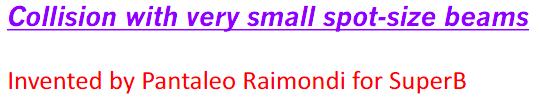 Collision with very small spot-size beams
Invented by Pantaleo Raimondi for SuperB